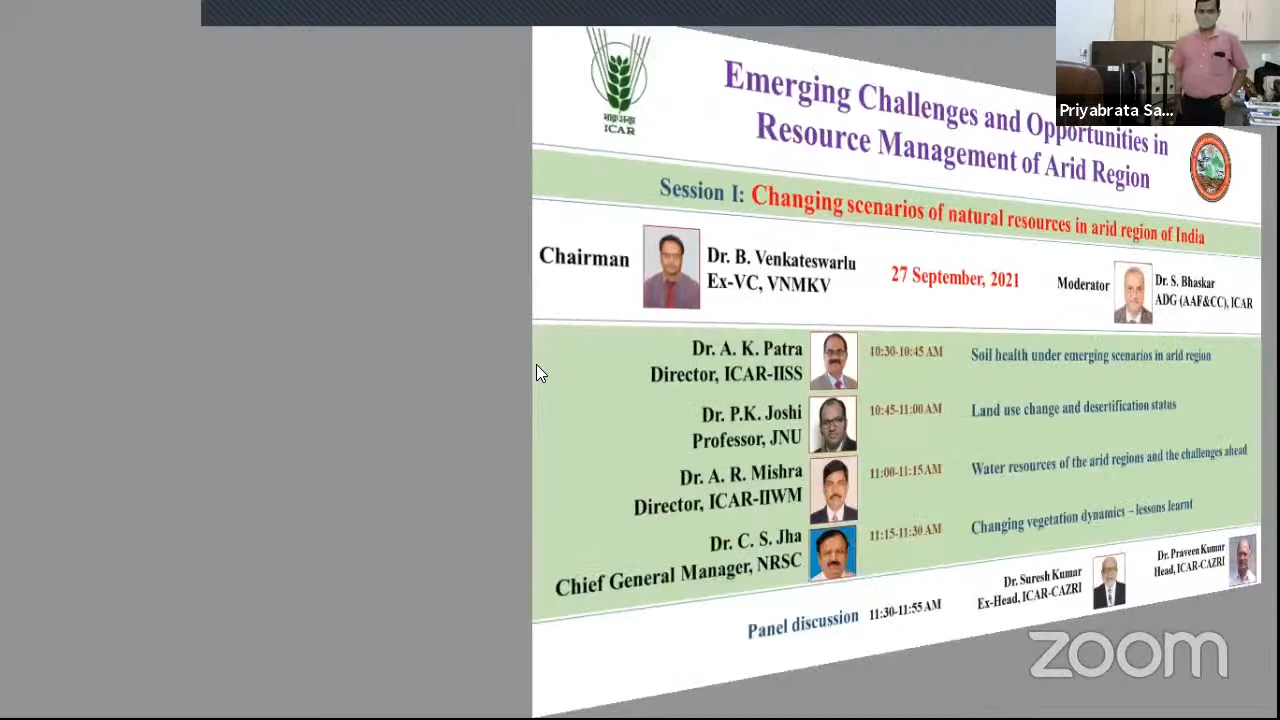 Priyabrata Sa...
भाकृअनुप
ICAR
Emerging Challenges and Opportunities in
Resource Management of Arid Region
Session I: Changing scenarios of natural resources in arid region of India
Chairman
Dr. B. Venkateswarlu
Ex-VC, VNMKV
27 September, 2021
Moderator
Dr. S. Bhaskar
ADG (AAF&CC), ICAR
Dr. A. K. Patra
Director, ICAR-IISS
10:30-10:45 AM
Soil health under emerging scenarios in arid region
Dr. P.K. Joshi
Professor, JNU
10:45-11:00 AM
Land use change and desertification status
Dr. A. R. Mishra
Director, ICAR-IIWM
11:00-11:15 AM
Water resources of the arid regions and the challenges ahead
Dr. C. S. Jha
Chief General Manager, NRSC
11:15-11:30 AM
Changing vegetation dynamics – lessons learnt
Panel discussion 11:30-11:55 AM
Dr. Suresh Kumar
Ex-Head, ICAR-CAZRI
Dr. Praveen Kumar
Head, ICAR-CAZRI
zoom